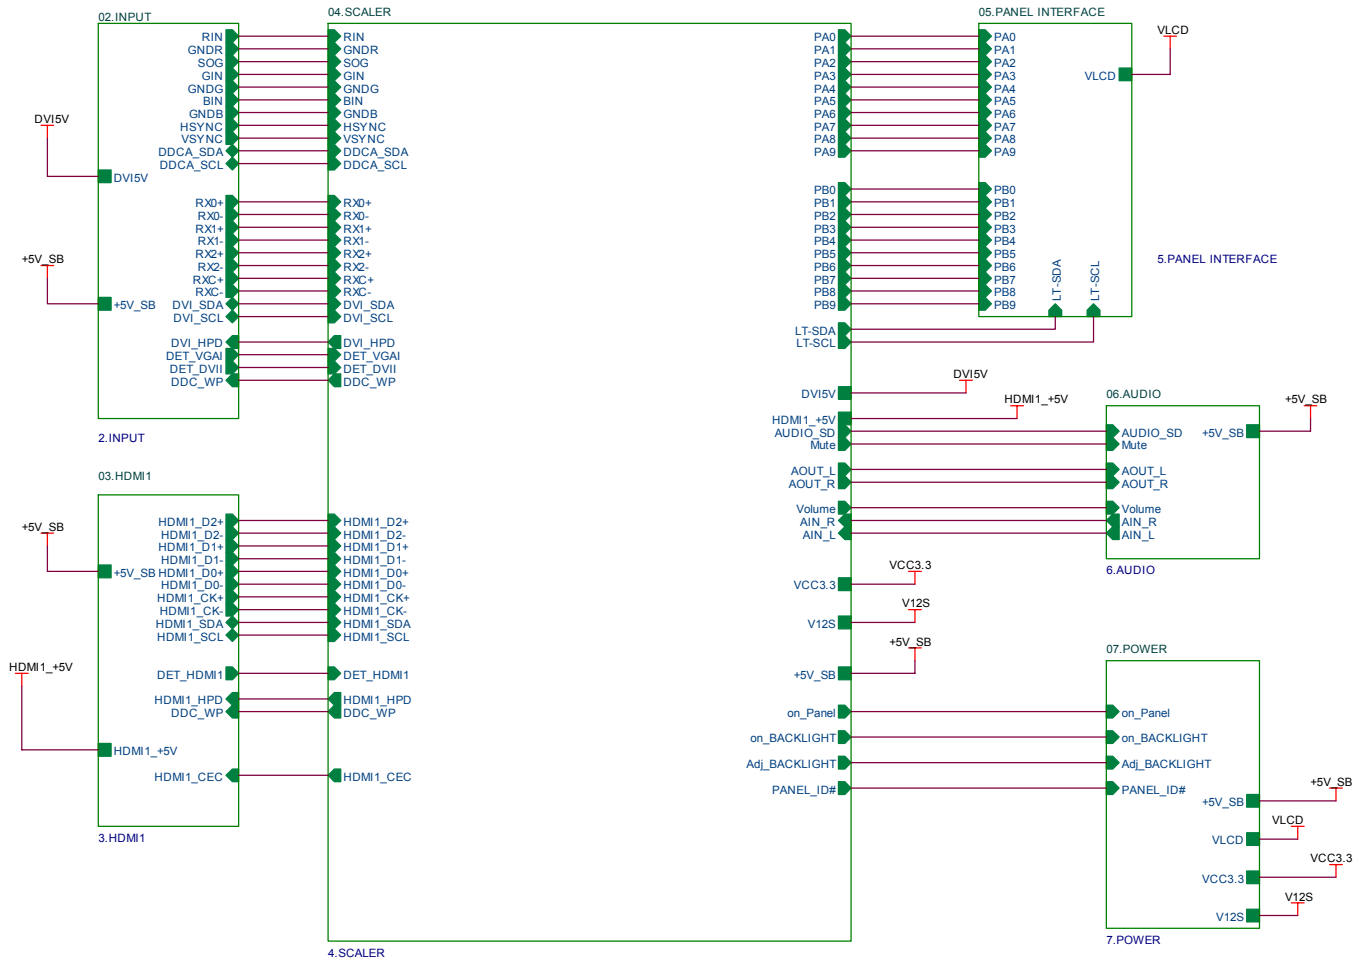 02.INPUT
RIN
GNDR
SOG
GIN
GNDG
BIN
GNDB
HSYNC
VSYNC
DDCA_SDA
DDCA_SCL
DVI5V
DVI5V
RX0+
RX0-
RX1+
RX1-
RX2+
RX2-
RXC+
RXC-
DVI_SDA
DVI_SCL
+5V_SB
+5V_SB
DVI_HPD
DET_VGAI
DET_DVII
DDC_WP
2.INPUT
03.HDMI1
HDMI1_D2+
HDMI1_D2-
HDMI1_D1+
HDMI1_D1-
HDMI1_D0+
HDMI1_D0-
HDMI1_CK+
HDMI1_CK-
HDMI1_SDA
HDMI1_SCL
+5V_SB
+5V_SB
DET_HDMI1
HDMI1_HPD
DDC_WP
HDMI1_+5V
HDMI1_+5V
HDMI1_CEC
3.HDMI1
04.SCALER
RIN
GNDR
SOG
GIN
GNDG
BIN
GNDB
HSYNC
VSYNC
DDCA_SDA
DDCA_SCL
RX0+
RX0-
RX1+
RX1-
RX2+
RX2-
RXC+
RXC-
DVI_SDA
DVI_SCL
DVI_HPD
DET_VGAI
DET_DVII
DDC_WP
HDMI1_D2+
HDMI1_D2-
HDMI1_D1+
HDMI1_D1-
HDMI1_D0+
HDMI1_D0-
HDMI1_CK+
HDMI1_CK-
HDMI1_SDA
HDMI1_SCL
DET_HDMI1
HDMI1_HPD
DDC_WP
HDMI1_CEC
PA0
PA1
PA2
PA3
PA4
PA5
PA6
PA7
PA8
PA9
PB0
PB1
PB2
PB3
PB4
PB5
PB6
PB7
PB8
PB9
LT-SDA
LT-SCL
DVI5V
DVI5V
HDMI1_+5V
HDMI1_+5V
AUDIO_SD
Mute
AOUT_L
AOUT_R
Volume
AIN_R
AIN_L
VCC3.3
VCC3.3
V12S
V12S
+5V_SB
+5V_SB
on_Panel
on_BACKLIGHT
Adj_BACKLIGHT
PANEL_ID#
4.SCALER
05.PANEL INTERFACE
PA0
PA1
PA2
PA3
PA4
PA5
PA6
PA7
PA8
PA9
PB0
PB1
PB2
PB3
PB4
PB5
PB6
PB7
PB8
PB9
LT-SDA
LT-SCL
VLCD
VLCD
5.PANEL INTERFACE
06.AUDIO
AUDIO_SD
Mute
AOUT_L
AOUT_R
Volume
AIN_R
AIN_L
+5V_SB
+5V_SB
6.AUDIO
07.POWER
on_Panel
on_BACKLIGHT
Adj_BACKLIGHT
PANEL_ID#
+5V_SB
+5V_SB
VLCD
VLCD
VCC3.3
VCC3.3
V12S
V12S
7.POWER